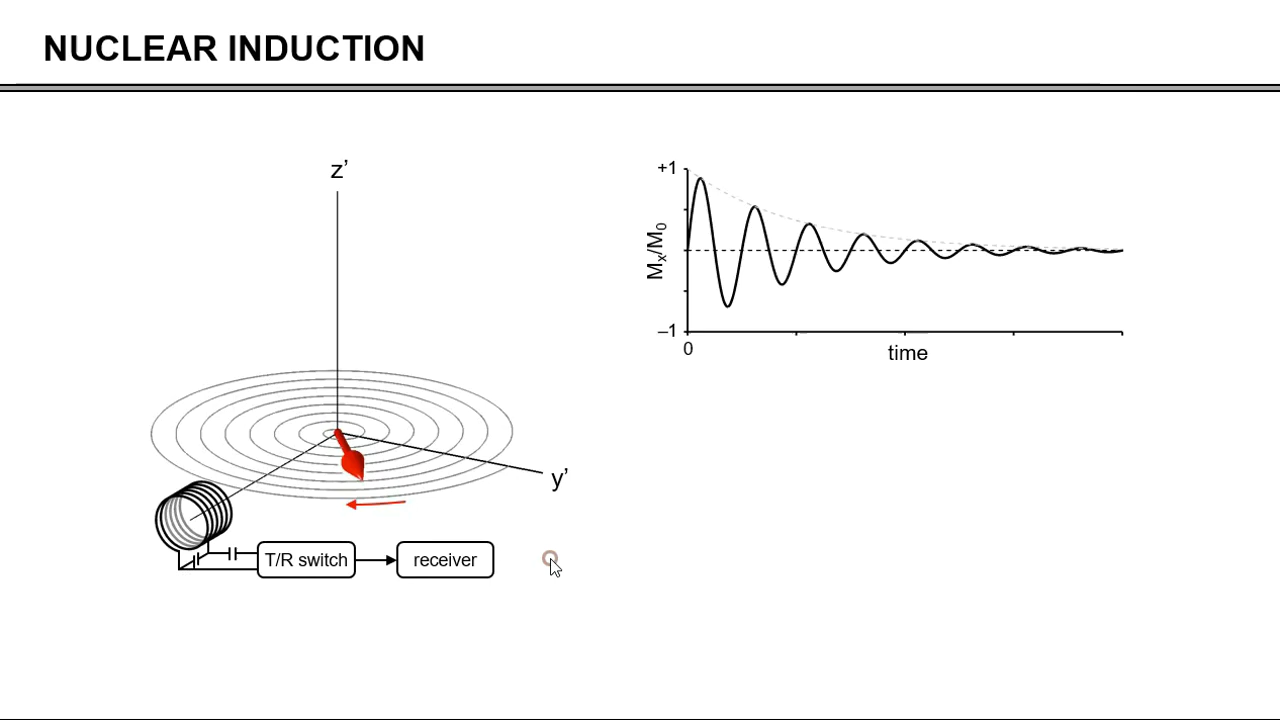 NUCLEAR INDUCTION
z’
y’
T/R switch
receiver
+1
Mx/M0
–1
0
time